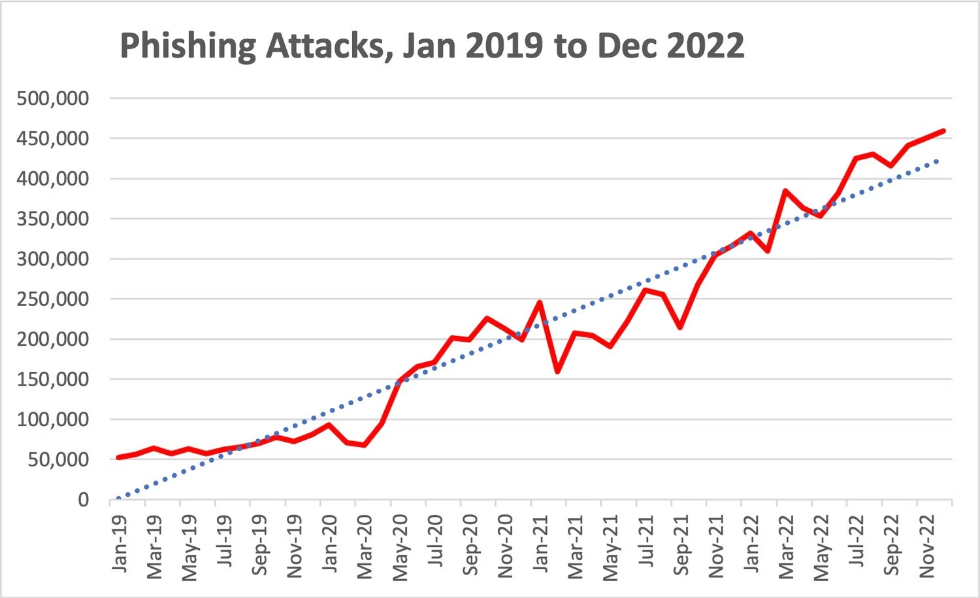 Phishing Attacks, Jan 2019 to Dec 2022
500,000
450,000
400,000
350,000
300,000
250,000
200,000
150,000
100,000
50,000
0
Jan-19
Mar-19
May-19
Jul-19
Sep-19
Nov-19
Jan-20
Mar-20
May-20
Jul-20
Sep-20
Nov-20
Jan-21
Mar-21
May-21
Jul-21
Sep-21
Nov-21
Jan-22
Mar-22
May-22
Jul-22
Sep-22
Nov-22